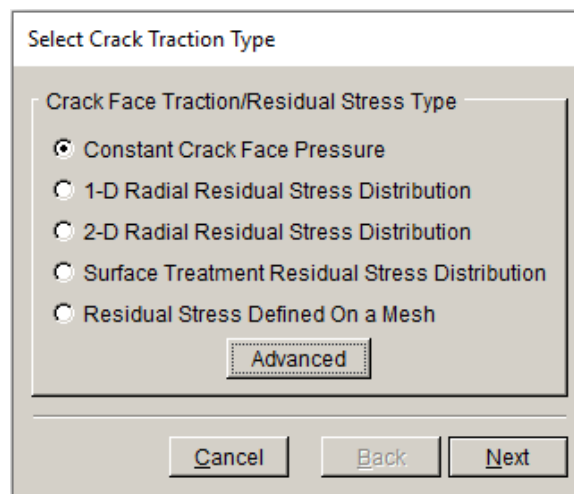 Select Crack Traction Type
Crack Face Traction/Residual Stress Type
Constant Crack Face Pressure
1-D Radial Residual Stress Distribution
2-D Radial Residual Stress Distribution
Surface Treatment Residual Stress Distribution
Residual Stress Defined On a Mesh
Advanced
Cancel Back Next